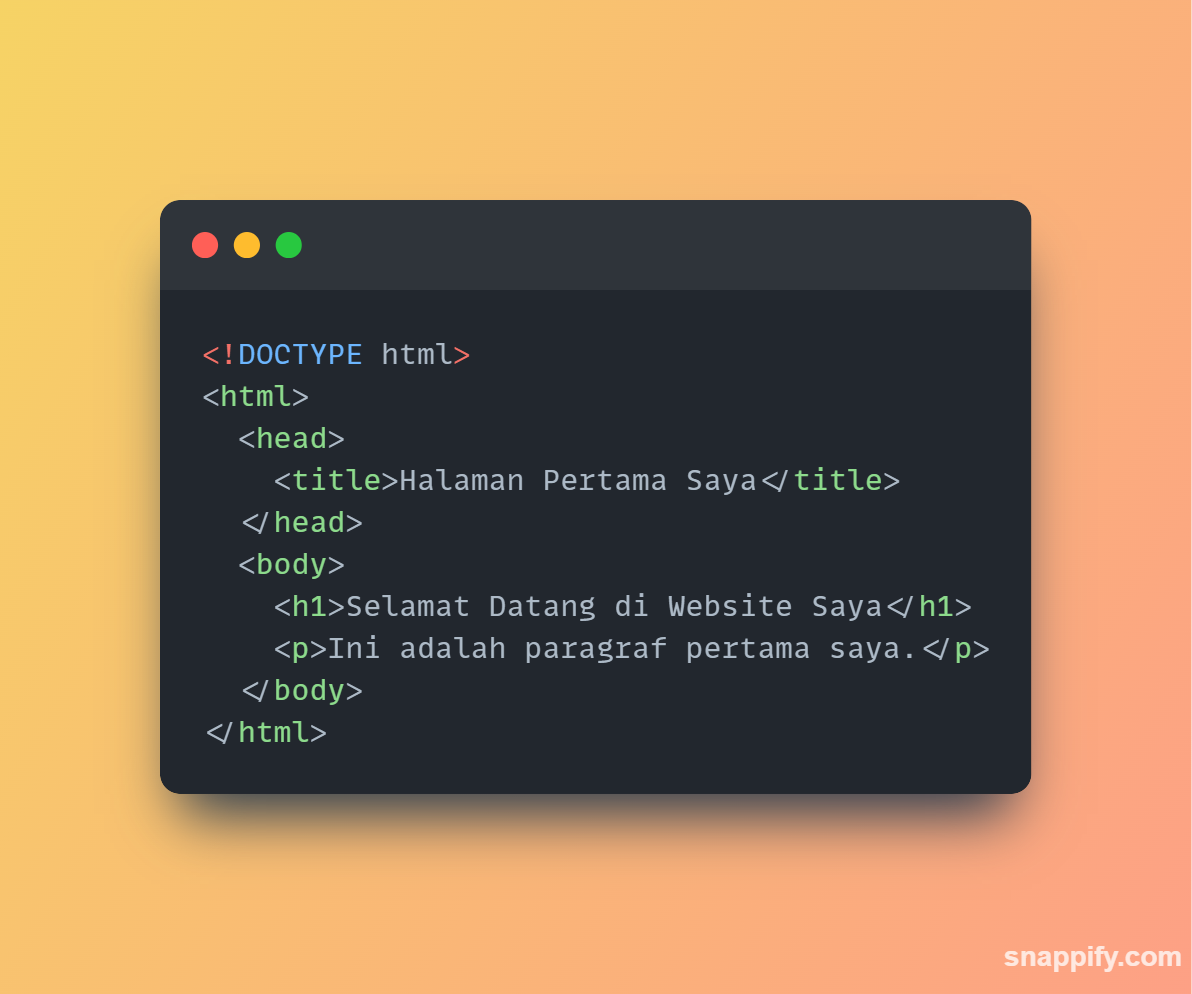 <!DOCTYPE html>
<html>
  <head>
    <title>Halaman Pertama Saya</title>
  </head>
  <body>
    <h1>Selamat Datang di Website Saya</h1>
    <p>Ini adalah paragraf pertama saya.</p>
  </body>
</html>
snappify.com